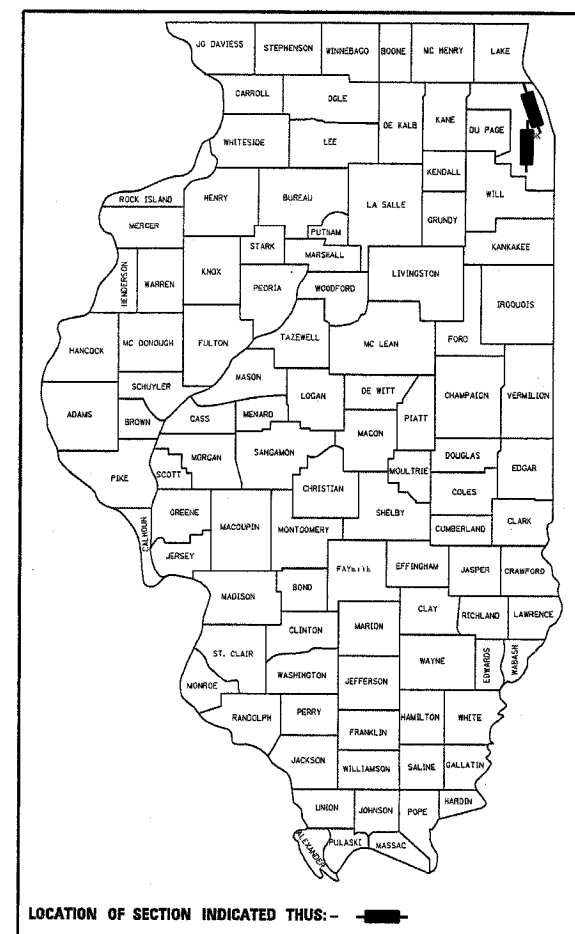 JO DAVIESS STEPHENSON WINNEBAGO BOONE MC HENRY LAKE
CARROLL OGLE DE KALB KANE DU PAGE
WHITESIDE LEE
KENDALL WILL
ROCK ISLAND HENRY BUREAU LA SALLE GRUNDY
MERCER PUTNAM
STARK MARSHALL KANKAKEE
HENDERSON WARREN KNOX PEORIA WOODFORD LIVINGSTON IROQUOIS
HANCOCK MC DONOUGH FULTON TAZEWELL MC LEAN FORD
SCHUYLER MASON LOGAN DE WITT CHAMPAIGN VERMILION
ADAMS BROWN CASS MENARD MACON PIATT
PIKE SCOTT MORGAN SANGAMON CHRISTIAN MOULTRIE DOUGLAS EDGAR
COLES
CALHOUN GREENE MACOUPIN MONTGOMERY SHELBY CUMBERLAND CLARK
JERSEY FAYETTE EFFINGHAM JASPER CRAWFORD
MADISON BOND CLAY RICHLAND LAWRENCE
CLINTON MARION
ST. CLAIR WASHINGTON JEFFERSON WAYNE EDWARDS WABASH
MONROE
RANDOLPH PERRY FRANKLIN HAMILTON WHITE
JACKSON WILLIAMSON SALINE GALLATIN
UNION JOHNSON POPE HARDIN
ALEXANDER PULASKI MASSAC
LOCATION OF SECTION INDICATED THUS: -